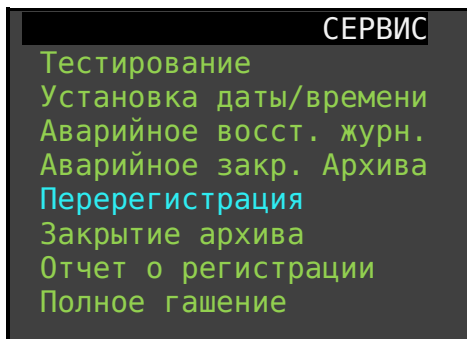 СЕРВИС
Тестирование
Установка даты/времени
Аварийное восст. журн.
Аварийное закр. Архива
Перерегистрация
Закрытие архива
Отчет о регистрации
Полное гашение